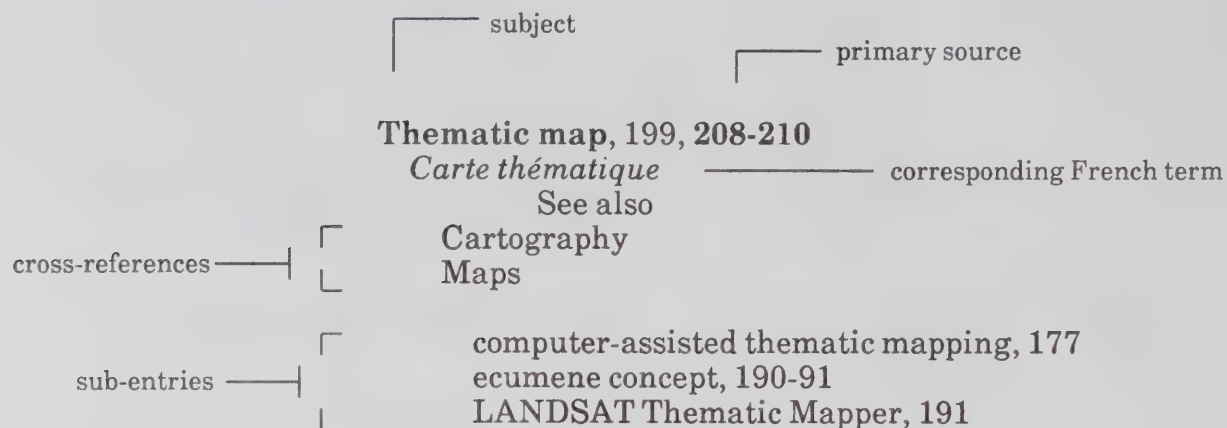 subject
primary source
Thematic map, 199, 208-210
Carte thématique
corresponding French term
See also
cross-references
Cartography
Maps
sub-entries
computer-assisted thematic mapping, 177
ecumene concept, 190-91
LANDSAT Thematic Mapper, 191